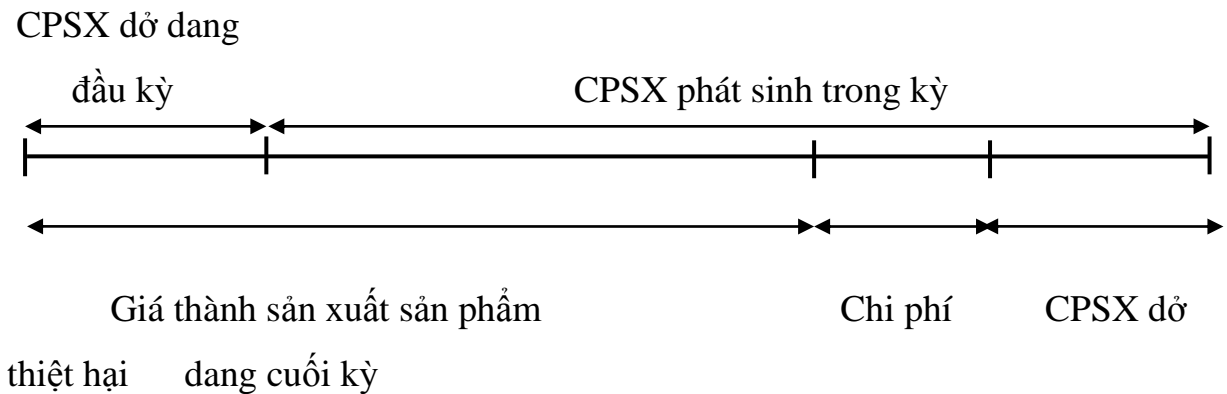 CPSX dở dang
đầu kỳ CPSX phát sinh trong kỳ
Giá thành sản xuất sản phẩm Chi phí CPSX dở
thiệt hại dang cuối kỳ